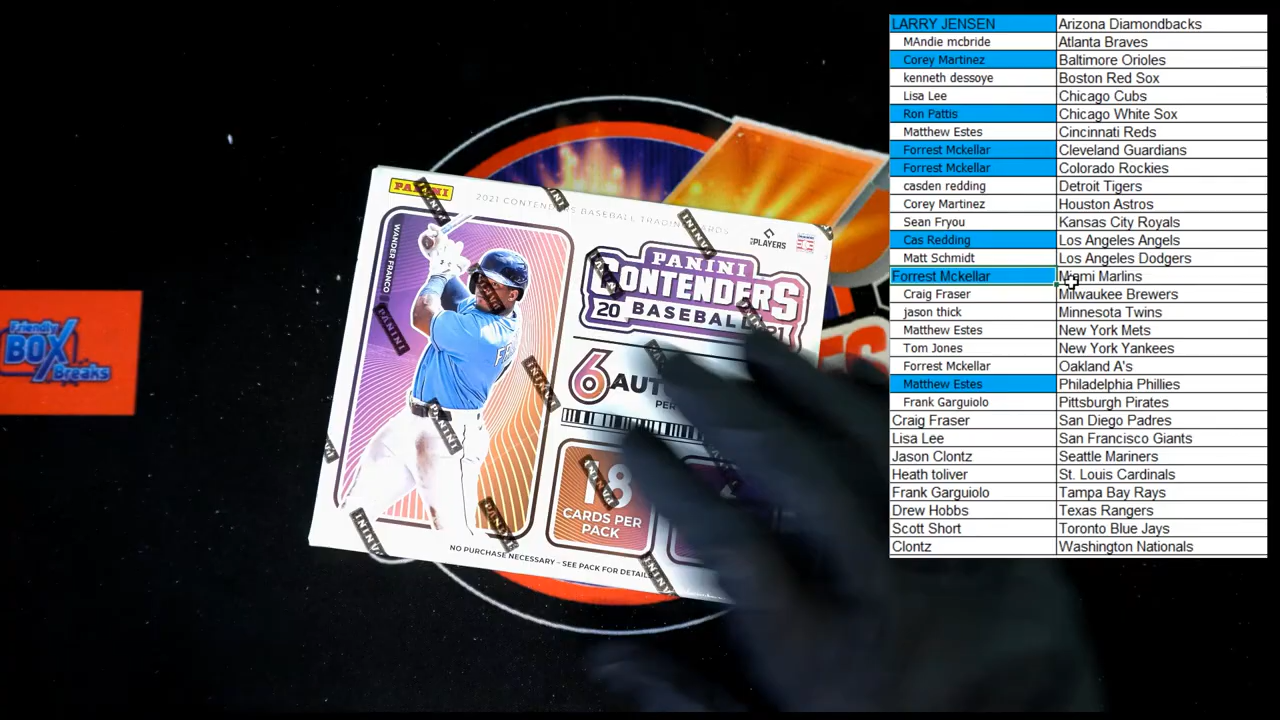 LARRY JENSEN Arizona Diamondbacks
MAndie mcbride Atlanta Braves
Corey Martinez Baltimore Orioles
kenneth dessoye Boston Red Sox
Lisa Lee Chicago Cubs
Ron Pattis Chicago White Sox
Matthew Estes Cincinnati Reds
Forrest Mckellar Cleveland Guardians
Forrest Mckellar Colorado Rockies
casden redding Detroit Tigers
Corey Martinez Houston Astros
Sean Fryou Kansas City Royals
Cas Redding Los Angeles Angels
Matt Schmidt Los Angeles Dodgers
Forrest Mckellar Miami Marlins
Craig Fraser Milwaukee Brewers
jason thick Minnesota Twins
Matthew Estes New York Mets
Tom Jones New York Yankees
Forrest Mckellar Oakland A's
Matthew Estes Philadelphia Phillies
Frank Garguiolo Pittsburgh Pirates
Craig Fraser San Diego Padres
Lisa Lee San Francisco Giants
Jason Clontz Seattle Mariners
Heath toliver St. Louis Cardinals
Frank Garguiolo Tampa Bay Rays
Drew Hobbs Texas Rangers
Scott Short Toronto Blue Jays
Clontz Washington Nationals
PANINI
2021 CONTENDERS BASEBALL TRADING CARDS
PLAYERS
WANDER FRANCO
PANINI
CONTENDERS
20 BASEBALL 21
6 AUT
PER
18
CARDS PER
PACK
NO PURCHASE NECESSARY - SEE PACK FOR DETAILS
Friendly
BOX
Breaks